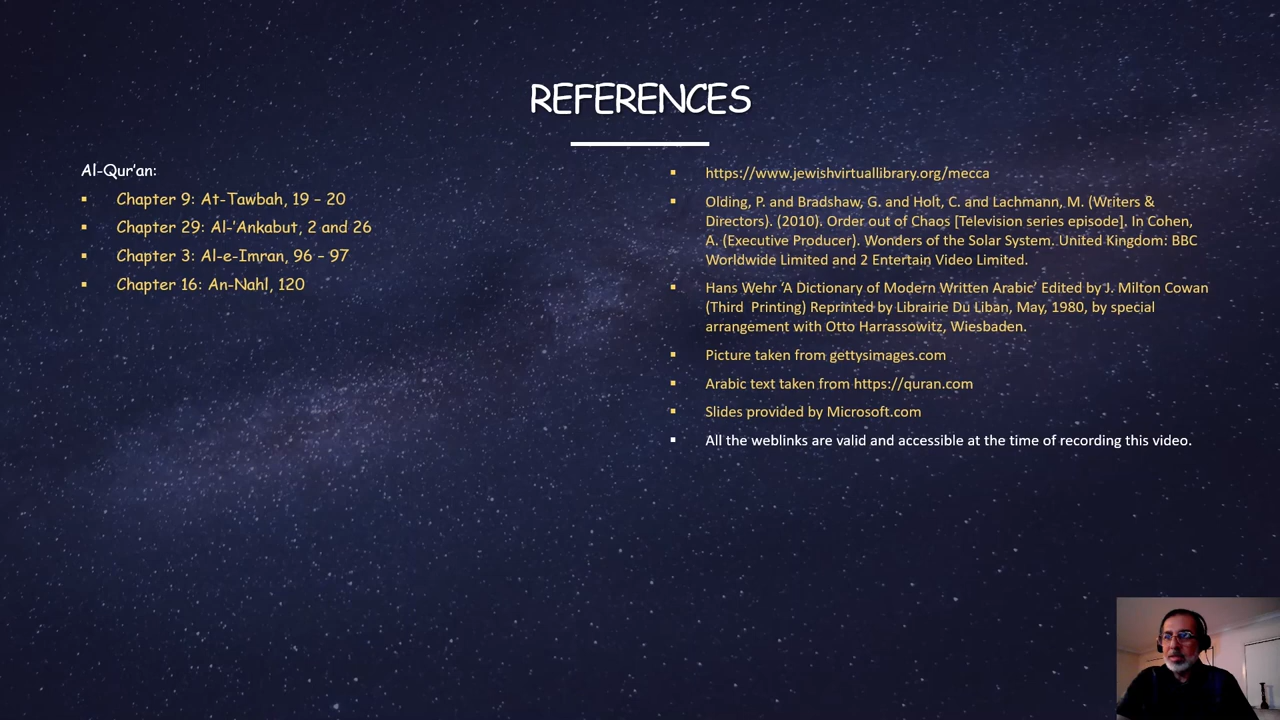 REFERENCES
Al-Qur'an:
▪ Chapter 9: At-Tawbah, 19 – 20
▪ Chapter 29: Al-'Ankabut, 2 and 26
▪ Chapter 3: Al-e-Imran, 96 – 97
▪ Chapter 16: An-Nahl, 120
▪ https://www.jewishvirtuallibrary.org/mecca
▪ Olding, P. and Bradshaw, G. and Holt, C. and Lachmann, M. (Writers &
Directors). (2010). Order out of Chaos [Television series episode]. In Cohen,
A. (Executive Producer). Wonders of the Solar System. United Kingdom: BBC
Worldwide Limited and 2 Entertain Video Limited.
▪ Hans Wehr ‘A Dictionary of Modern Written Arabic’ Edited by J. Milton Cowan
(Third  Printing) Reprinted by Librairie Du Liban, May, 1980, by special
arrangement with Otto Harrassowitz, Wiesbaden.
▪ Picture taken from gettysimages.com
▪ Arabic text taken from https://quran.com
▪ Slides provided by Microsoft.com
▪ All the weblinks are valid and accessible at the time of recording this video.